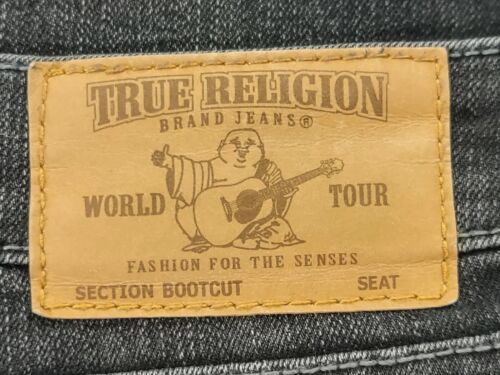 TRUE RELIGION
BRAND JEANS®
WORLD TOUR
FASHION FOR THE SENSES
SECTION BOOTCUT SEAT